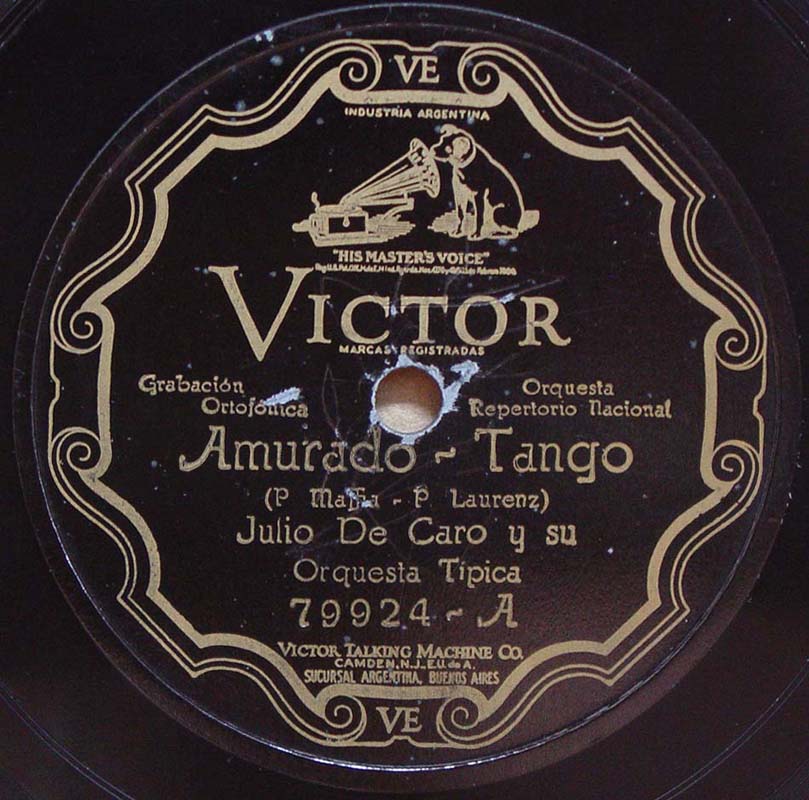 VE
INDUSTRIA ARGENTINA
"HIS MASTER'S VOICE"
VICTOR
MARCAS REGISTRADAS
Grabación Ortofónica
Orquesta Repertorio Nacional
Amurado - Tango
(P. Maffia - P. Laurenz)
Julio De Caro y su
Orquesta Típica
79924 - A
VICTOR TALKING MACHINE CO.
CAMDEN, N.J., E.U. de A.
SUCURSAL ARGENTINA, BUENOS AIRES
VE